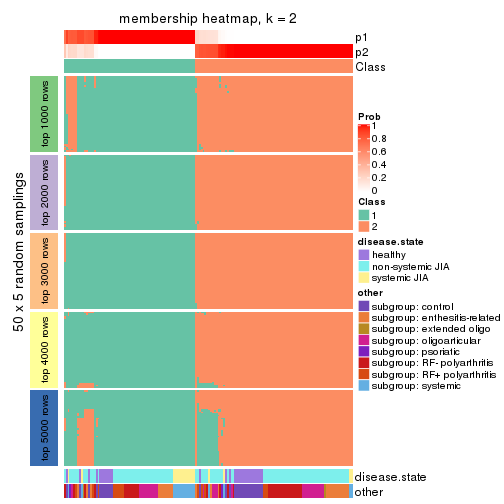 membership heatmap, k = 2
p1
p2
Class
50 x 5 random samplings
top 1000 rows
top 2000 rows
top 3000 rows
top 4000 rows
top 5000 rows
Prob
1
0.8
0.6
0.4
0.2
0
Class
1
2
disease.state
healthy
non-systemic JIA
systemic JIA
other
subgroup: control
subgroup: enthesitis-related
subgroup: extended oligo
subgroup: oligoarticular
subgroup: psoriatic
subgroup: RF- polyarthritis
subgroup: RF+ polyarthritis
subgroup: systemic
disease.state
other